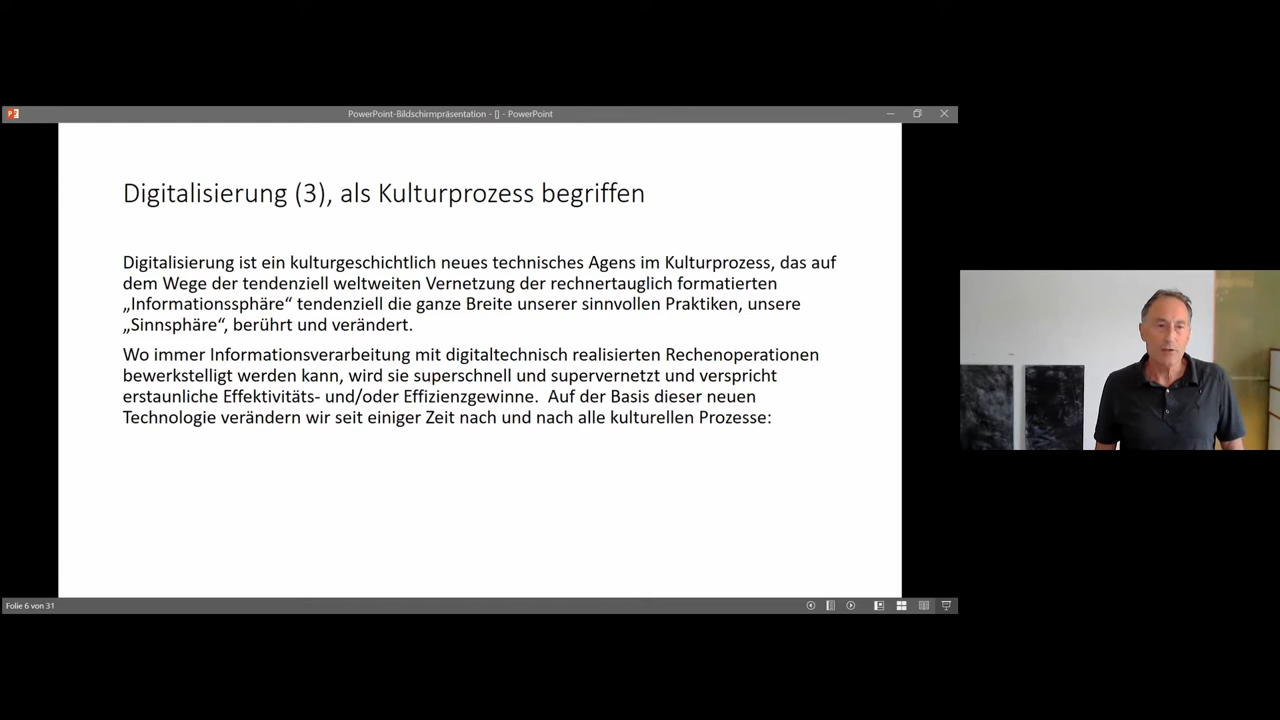 PowerPoint-Bildschirmpräsentation - [] - PowerPoint
Digitalisierung (3), als Kulturprozess begriffen
Digitalisierung ist ein kulturgeschichtlich neues technisches Agens im Kulturprozess, das auf
dem Wege der tendenziell weltweiten Vernetzung der rechnertauglich formatierten
„Informationssphäre“ tendenziell die ganze Breite unserer sinnvollen Praktiken, unsere
„Sinnsphäre“, berührt und verändert.
Wo immer Informationsverarbeitung mit digitaltechnisch realisierten Rechenoperationen
bewerkstelligt werden kann, wird sie superschnell und supervernetzt und verspricht
erstaunliche Effektivitäts- und/oder Effizienzgewinne.  Auf der Basis dieser neuen
Technologie verändern wir seit einiger Zeit nach und nach alle kulturellen Prozesse:
Folie 6 von 31